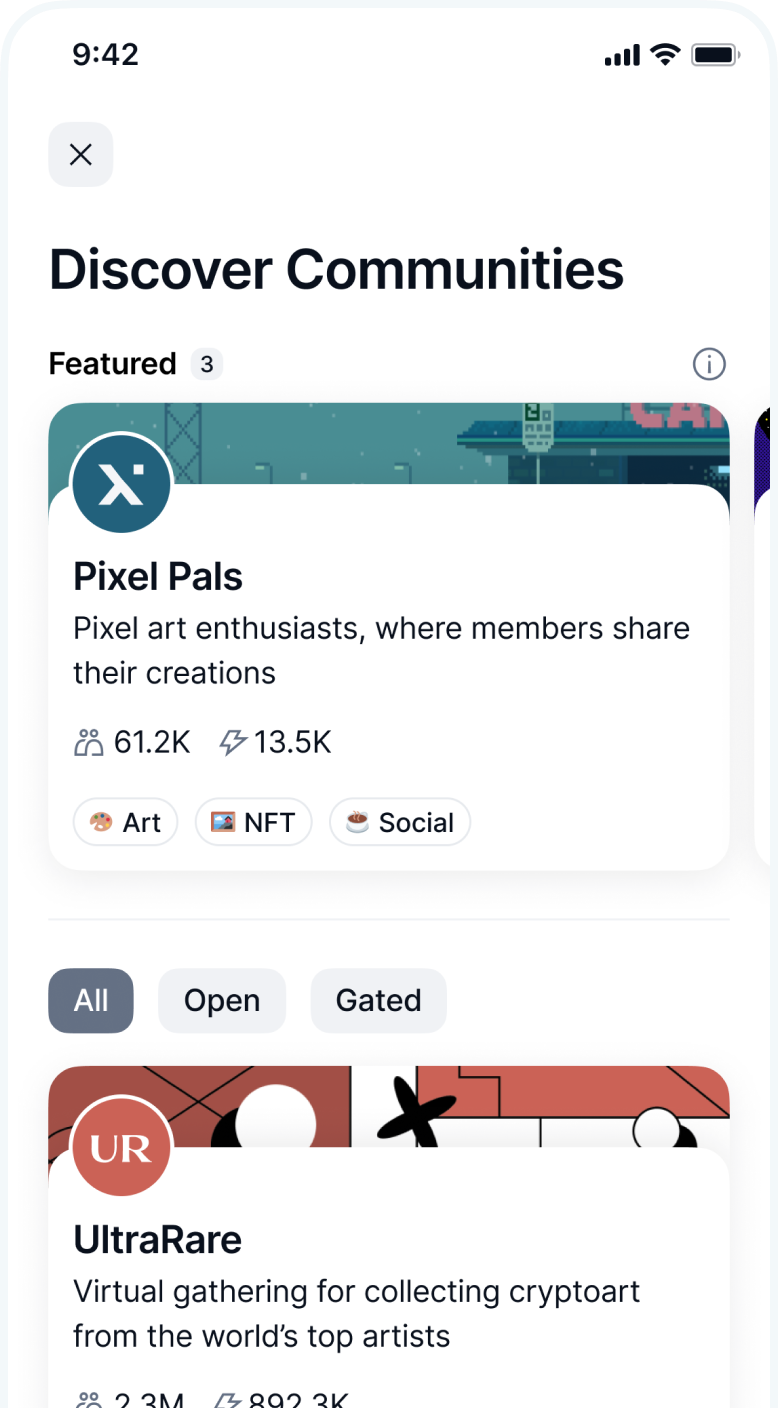 9:42
Discover Communities
Featured 3
Pixel Pals
Pixel art enthusiasts, where members share
their creations
61.2K 13.5K
Art NFT Social
All Open Gated
UR
UltraRare
Virtual gathering for collecting cryptoart
from the world’s top artists
2.3M 892.3K